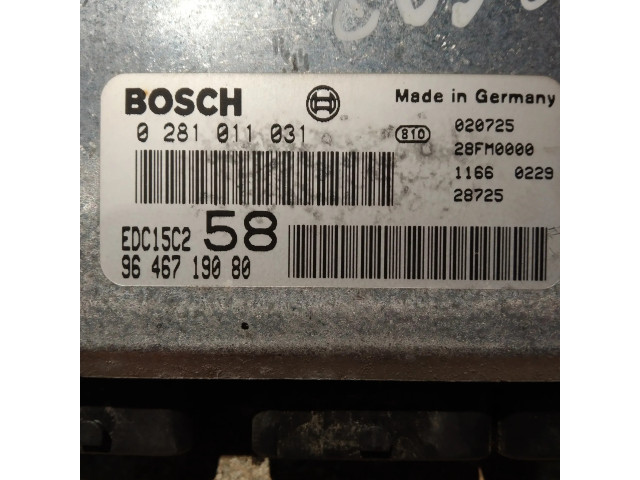 BOSCH
Made in Germany
0 281 011 031
810
020725
28FM0000
1166 0229
28725
EDC15C2 58
96 467 190 80